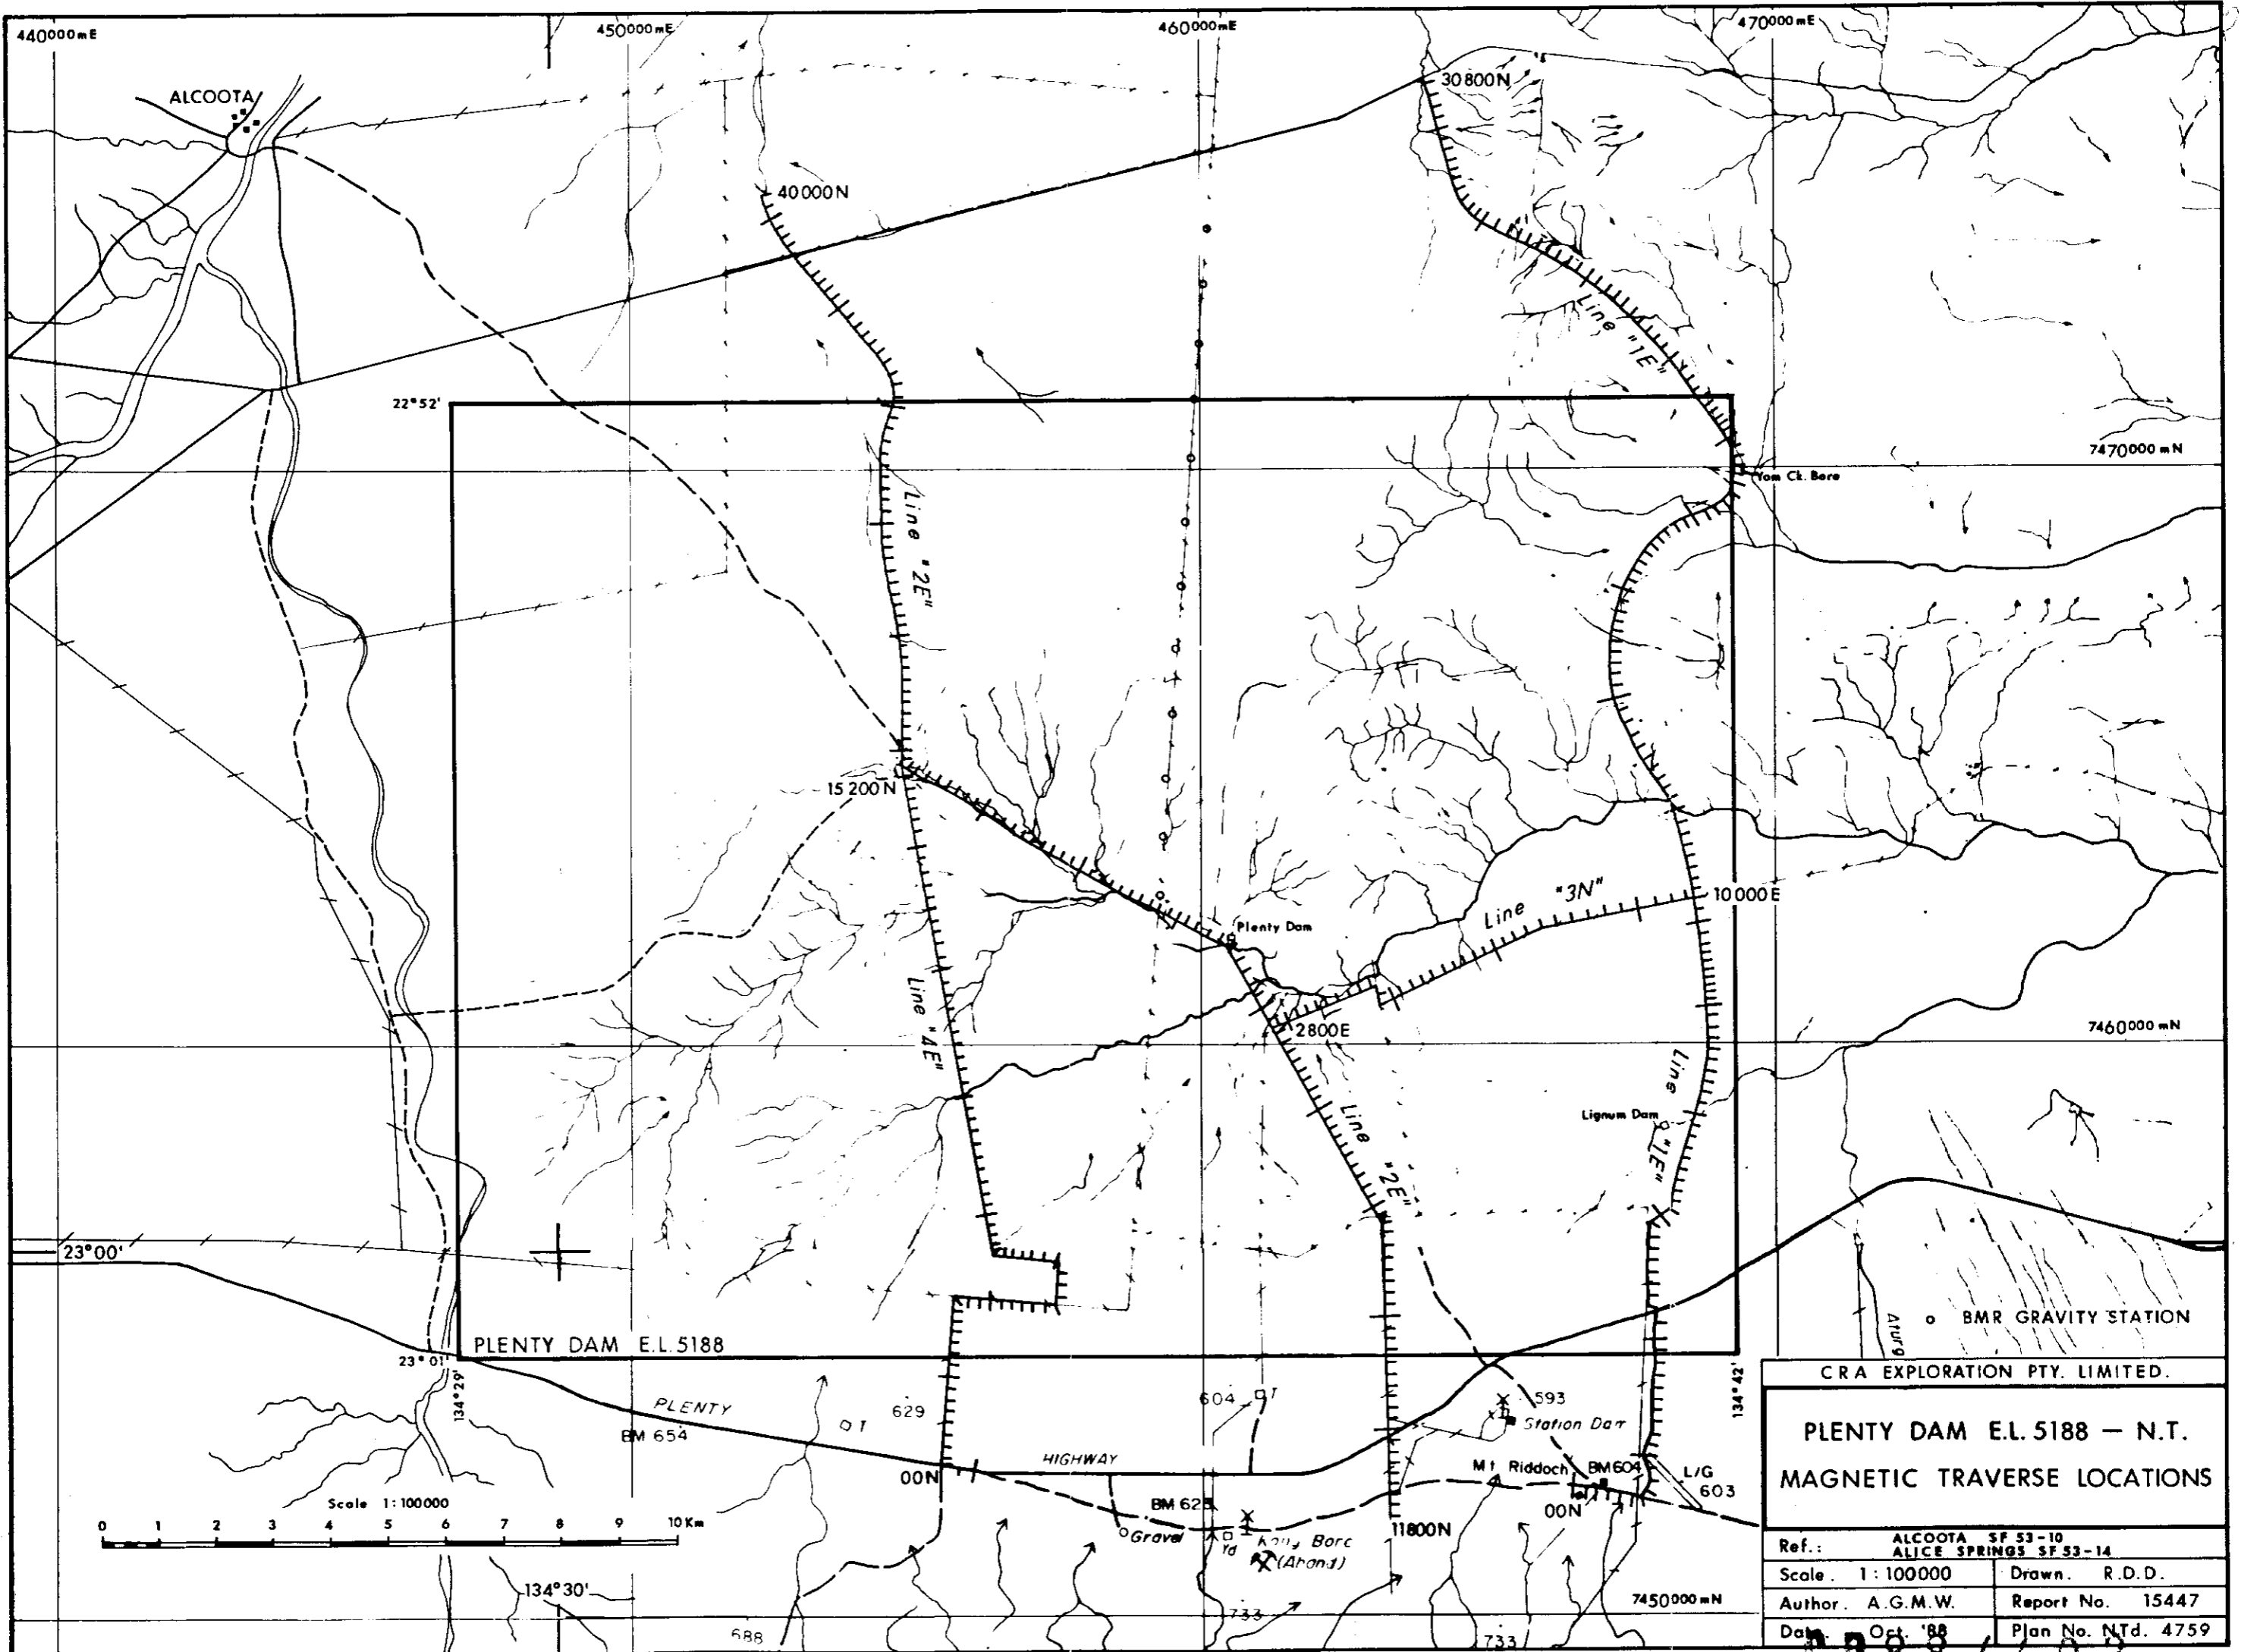 440000mE
450000mE
460000mE
470000mE
ALCOOTA
30800N
40000N
Line "1E"
22°52'
7470000mN
Yam Ck. Bore
Line "2E"
15200N
Line "3N"
10000E
Plenty Dam
Line "4E"
2800E
7460000mN
Line "1E"
Lignum Dam
Line "2E"
23°00'
BMR GRAVITY STATION
PLENTY DAM E.L.5188
23°01'
134°29'
134°42'
PLENTY
BM 654
T
629
604
T
593
Station Dam
HIGHWAY
00N
Mt Riddoch
BM604
L/G
603
00N
BM 625
Gravel
Yd
Bore
(Aband)
11800N
Scale 1:100000
0 1 2 3 4 5 6 7 8 9 10Km
134°30'
7450000mN
688
733
733
CRA EXPLORATION PTY. LIMITED.
PLENTY DAM E.L. 5188 — N.T.
MAGNETIC TRAVERSE LOCATIONS
Ref.: ALCOOTA SF 53-10
ALICE SPRINGS SF 53-14
Scale. 1:100000
Drawn. R.D.D.
Author. A.G.M.W.
Report No. 15447
Date. Oct. '88
Plan No. NTd. 4759